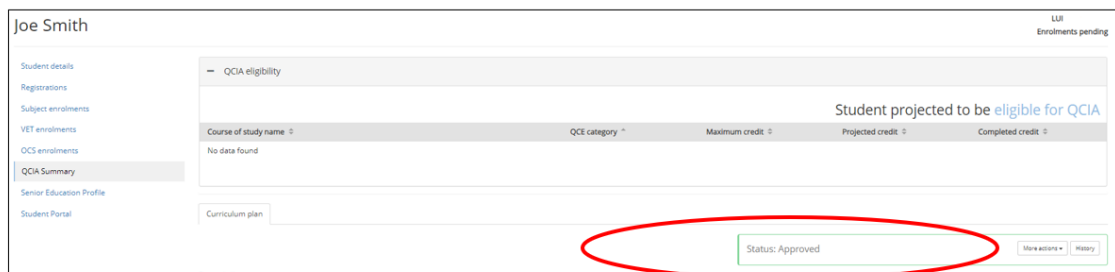 Joe Smith
LUI
Enrolments pending
Student details
Registrations
Subject enrolments
VET enrolments
OCS enrolments
QCIA Summary
Senior Education Profile
Student Portal
QCIA eligibility
Student projected to be eligible for QCIA
Course of study name QCE category Maximum credit Projected credit Completed credit
No data found
Curriculum plan
Status: Approved More actions History